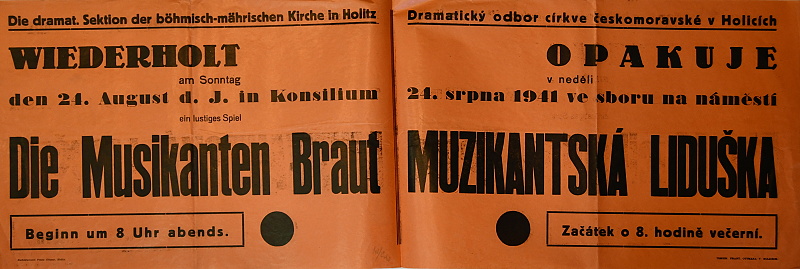 Die dramat. Sektion der böhmisch-mährischen Kirche in Holitz
WIEDERHOLT
am Sonntag
den 24. August d. J. in Konsilium
ein lustiges Spiel
Die Musikanten Braut
Beginn um 8 Uhr abends.
Dramatický odbor církve českomoravské v Holicích
OPAKUJE
v neděli
24. srpna 1941 ve sboru na náměstí
MUZIKANTSKÁ LIDUŠKA
Začátek o 8. hodině večerní.